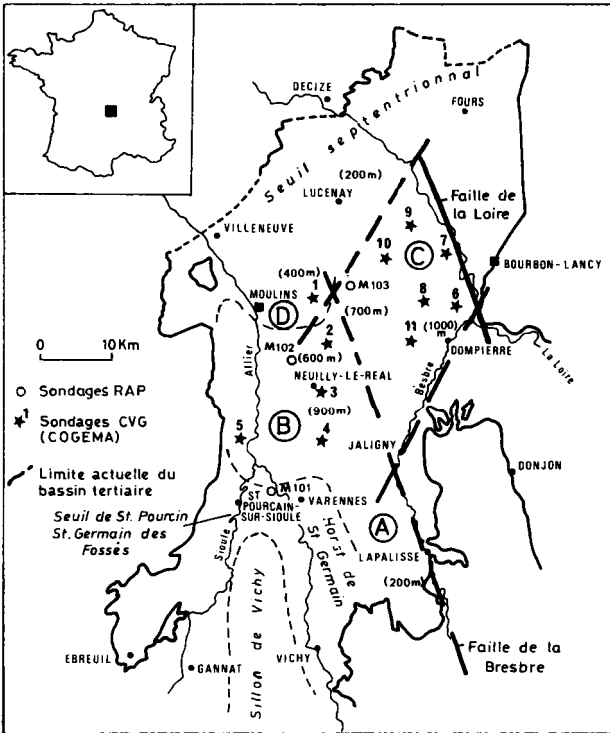 DECIZE
FOURS
Seuil septentrionnal
(200m)
LUCENAY
Faille de
la Loire
VILLENEUVE
9
10
7
C
BOURBON-LANCY
(400m)
1
M103
MOULINS
D
(700m)
8
6
2
11
(1000)
m
M102
(600m)
DOMPIERRE
La Loire
0 10 Km
Allier
Besbre
NEUILLY-LE-REAL
3
(900m)
Sondages RAP
1
Sondages CVG
(COGEMA)
B
5
4
JALIGNY
DONJON
Limite actuelle du
bassin tertiaire
M101
ST
POURCAIN-
SUR-SIOULE
VARENNES
A
Seuil de St. Pourcin
St. Germain des
Fossés
Sioule
Horst de
St Germain
LAPALISSE
(200m)
Sillon de Vichy
EBREUIL
GANNAT
VICHY
Faille de la
Bresbre